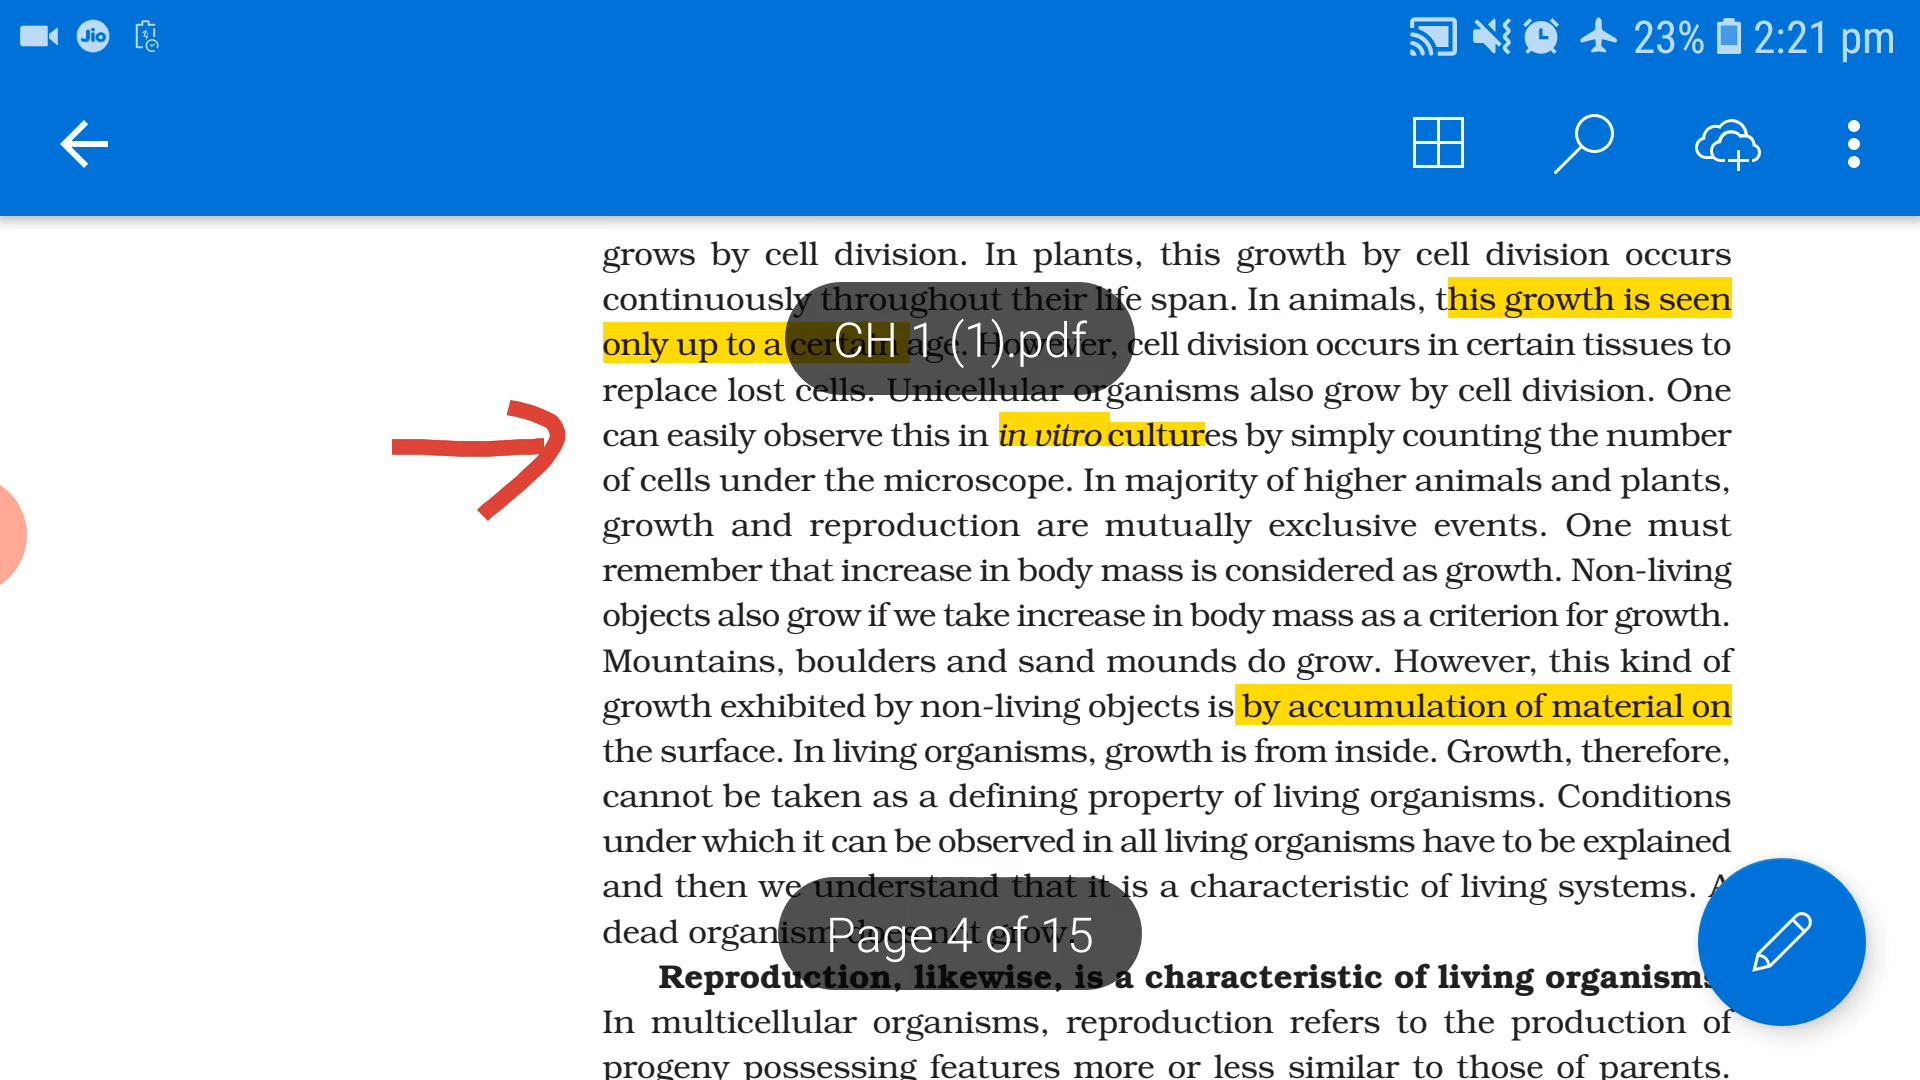 Jio
23% 2:21 pm
grows by cell division. In plants, this growth by cell division occurs
continuously throughout their life span. In animals, this growth is seen
only up to a certain age. However, cell division occurs in certain tissues to
CH 1 (1).pdf
replace lost cells. Unicellular organisms also grow by cell division. One
can easily observe this in in vitro cultures by simply counting the number
of cells under the microscope. In majority of higher animals and plants,
growth and reproduction are mutually exclusive events. One must
remember that increase in body mass is considered as growth. Non-living
objects also grow if we take increase in body mass as a criterion for growth.
Mountains, boulders and sand mounds do grow. However, this kind of
growth exhibited by non-living objects is by accumulation of material on
the surface. In living organisms, growth is from inside. Growth, therefore,
cannot be taken as a defining property of living organisms. Conditions
under which it can be observed in all living organisms have to be explained
and then we understand that it is a characteristic of living systems. A
dead organism does not grow.
Page 4 of 15
Reproduction, likewise, is a characteristic of living organisms.
In multicellular organisms, reproduction refers to the production of
progeny possessing features more or less similar to those of parents.